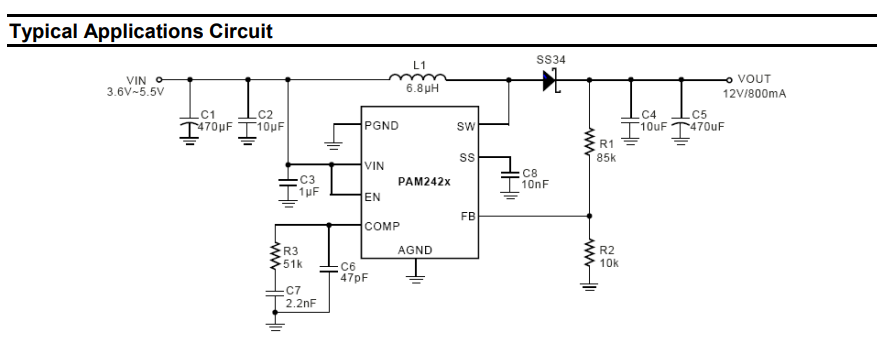 Typical Applications Circuit
VIN
3.6V~5.5V
L1
6.8μH
SS34
VOUT
12V/800mA
C1
470μF
C2
10μF
C4
10uF
C5
470uF
PGND
SW
R1
85k
VIN
SS
C8
10nF
C3
1μF
PAM242x
EN
FB
COMP
AGND
R3
51k
C6
47pF
R2
10k
C7
2.2nF